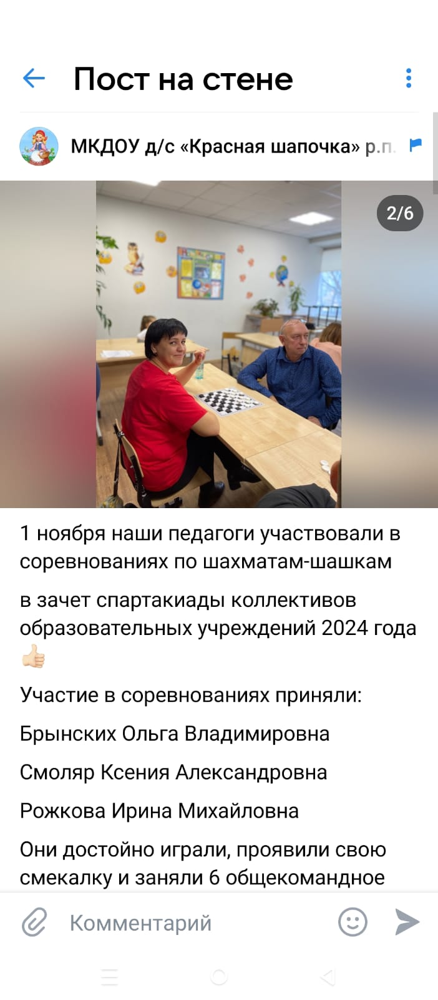 Пост на стене
МКДОУ д/с «Красная шапочка» р.п.
2/6
1 ноября наши педагоги участвовали в
соревнованиях по шахматам-шашкам
в зачет спартакиады коллективов
образовательных учреждений 2024 года
👍🏻
Участие в соревнованиях приняли:
Брынских Ольга Владимировна
Смоляр Ксения Александровна
Рожкова Ирина Михайловна
Они достойно играли, проявили свою
смекалку и заняли 6 общекомандное
Комментарий